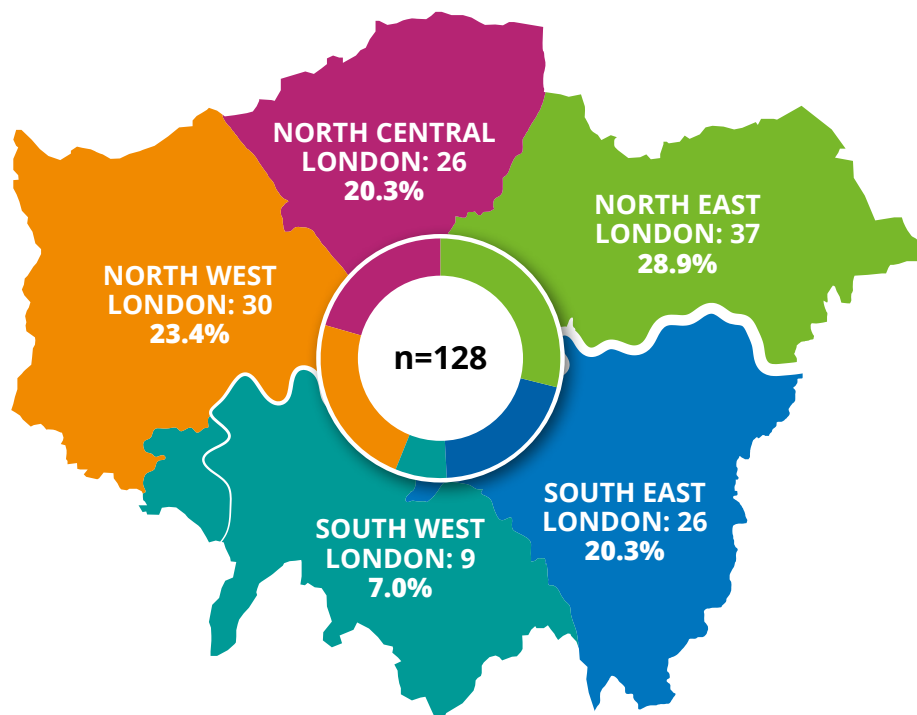 NORTH CENTRAL
LONDON: 26
20.3%
NORTH EAST
LONDON: 37
28.9%
NORTH WEST
LONDON: 30
23.4%
n=128
SOUTH EAST
LONDON: 26
20.3%
SOUTH WEST
LONDON: 9
7.0%